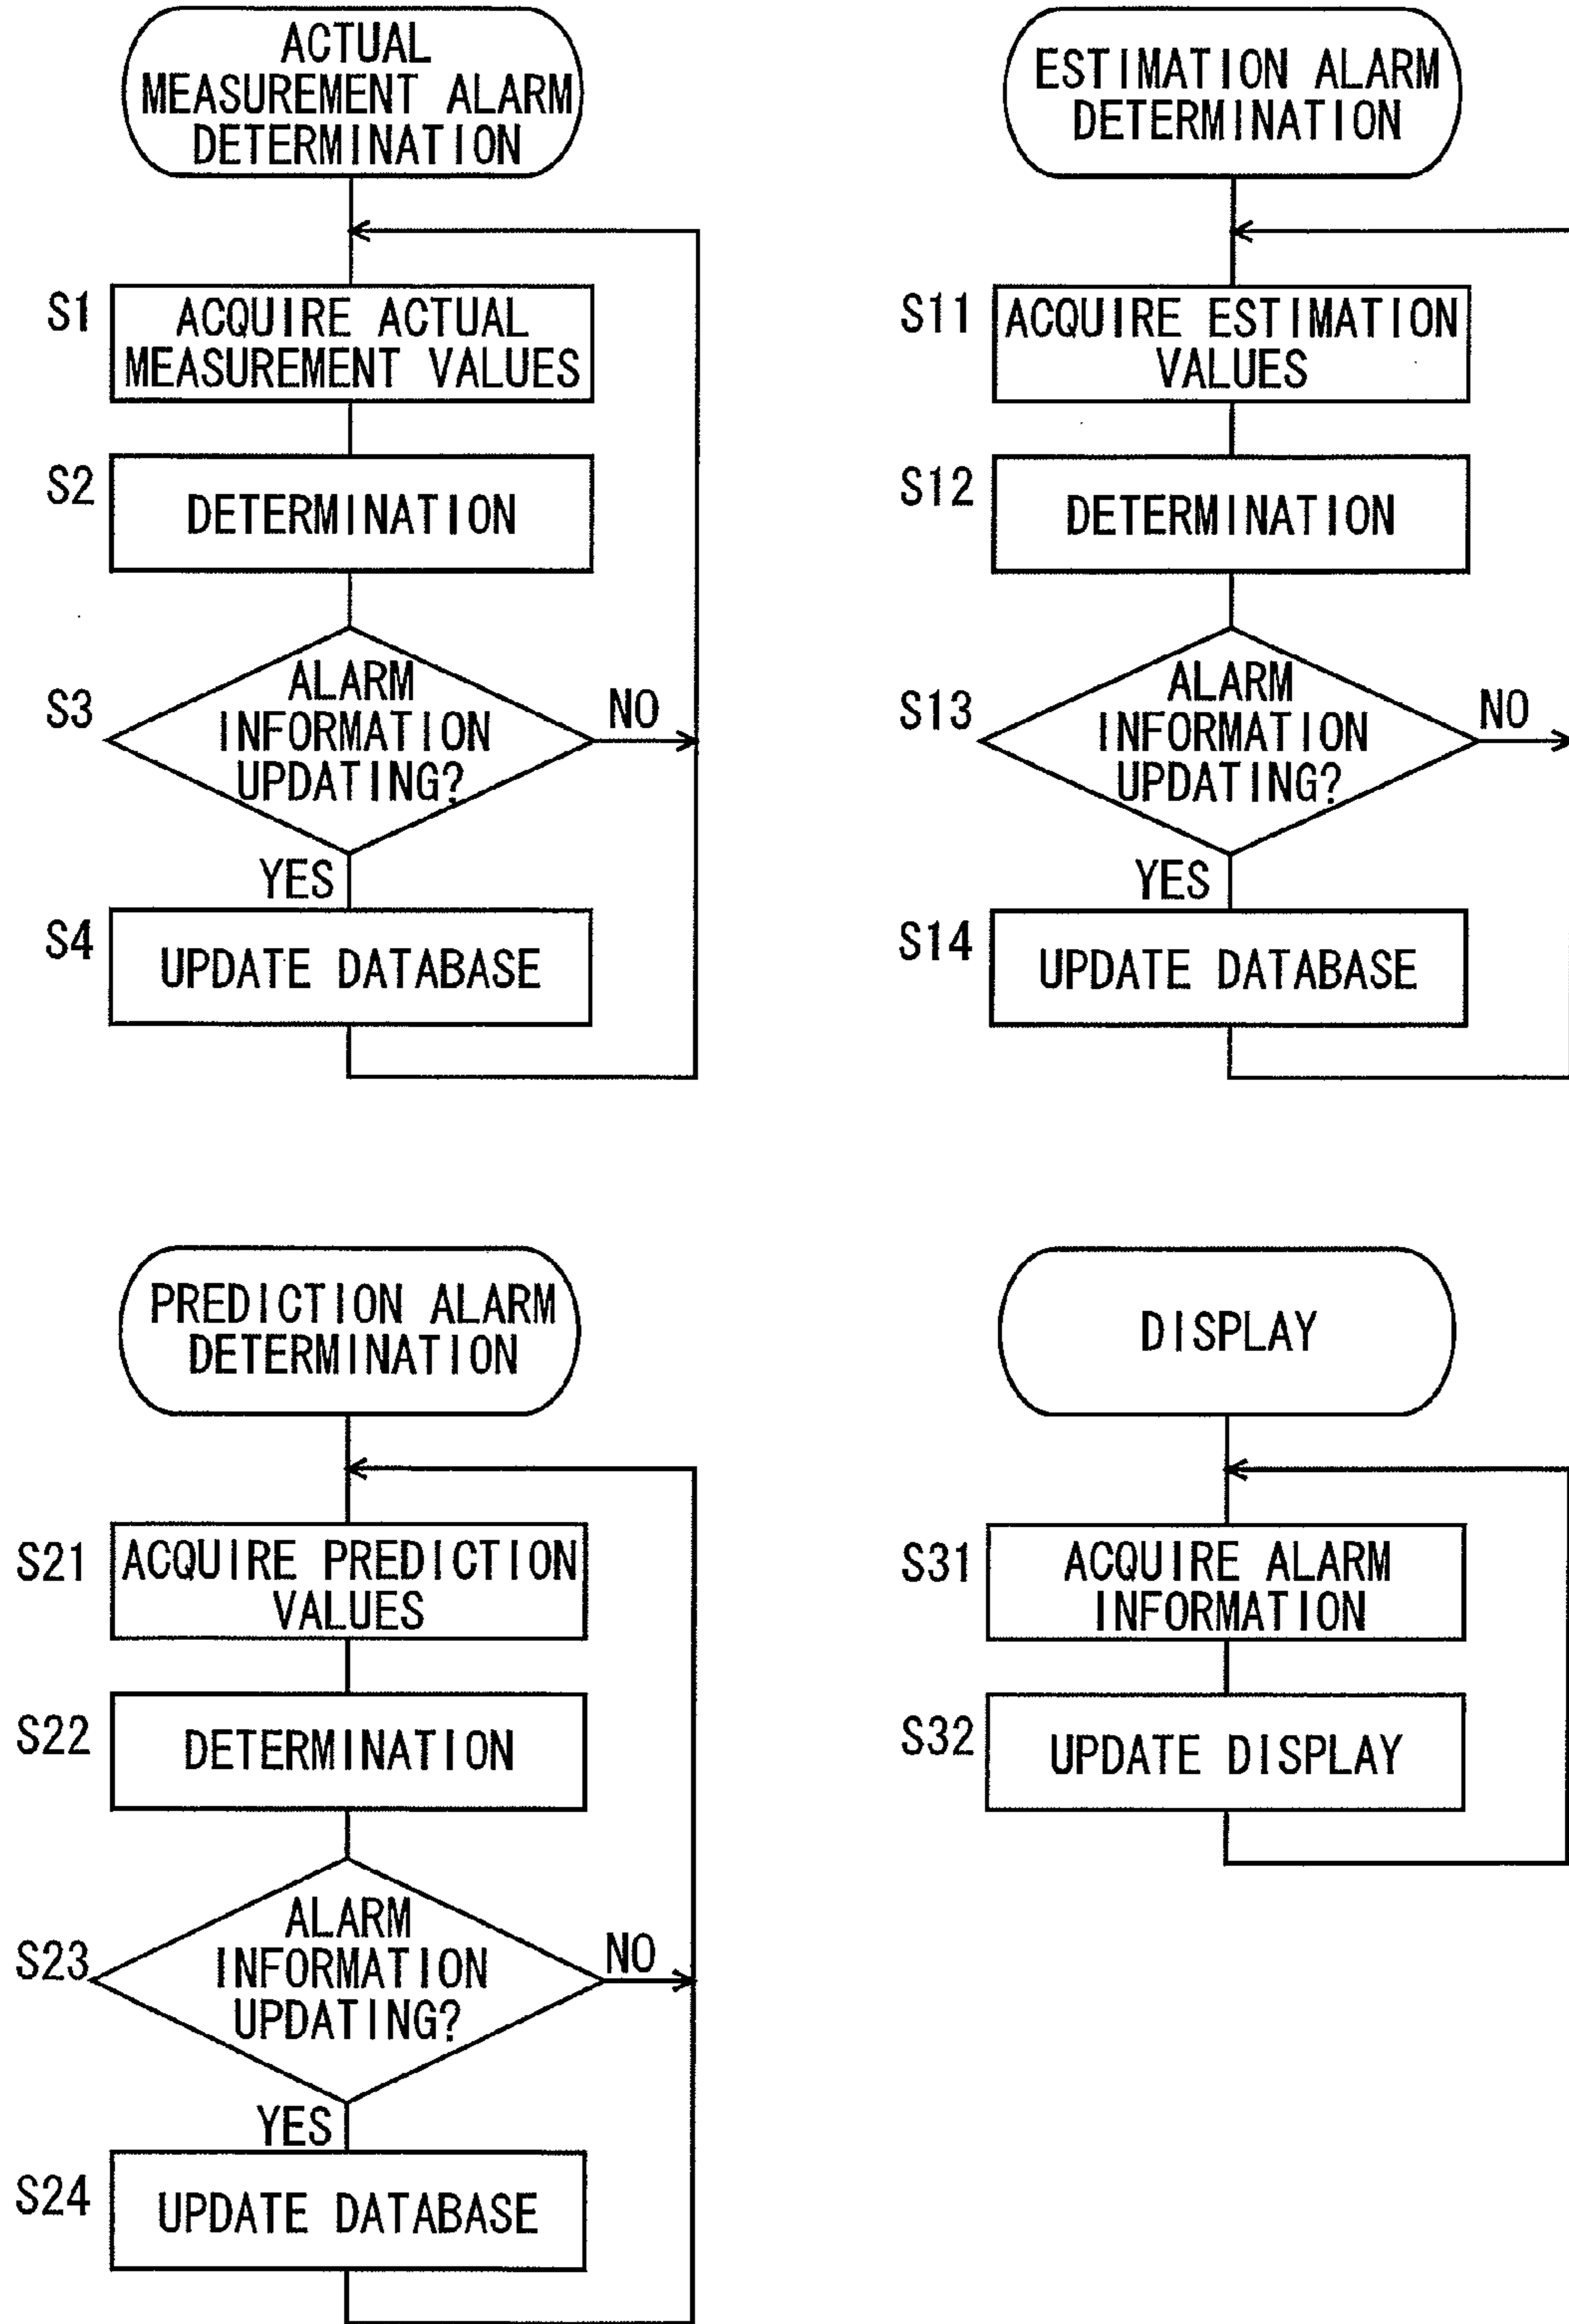 ACTUAL
MEASUREMENT ALARM
DETERMINATION
S1
ACQUIRE ACTUAL
MEASUREMENT VALUES
S2
DETERMINATION
S3
ALARM
INFORMATION
UPDATING?
NO
YES
S4
UPDATE DATABASE
ESTIMATION ALARM
DETERMINATION
S11
ACQUIRE ESTIMATION
VALUES
S12
DETERMINATION
S13
ALARM
INFORMATION
UPDATING?
NO
YES
S14
UPDATE DATABASE
PREDICTION ALARM
DETERMINATION
S21
ACQUIRE PREDICTION
VALUES
S22
DETERMINATION
S23
ALARM
INFORMATION
UPDATING?
NO
YES
S24
UPDATE DATABASE
DISPLAY
S31
ACQUIRE ALARM
INFORMATION
S32
UPDATE DISPLAY